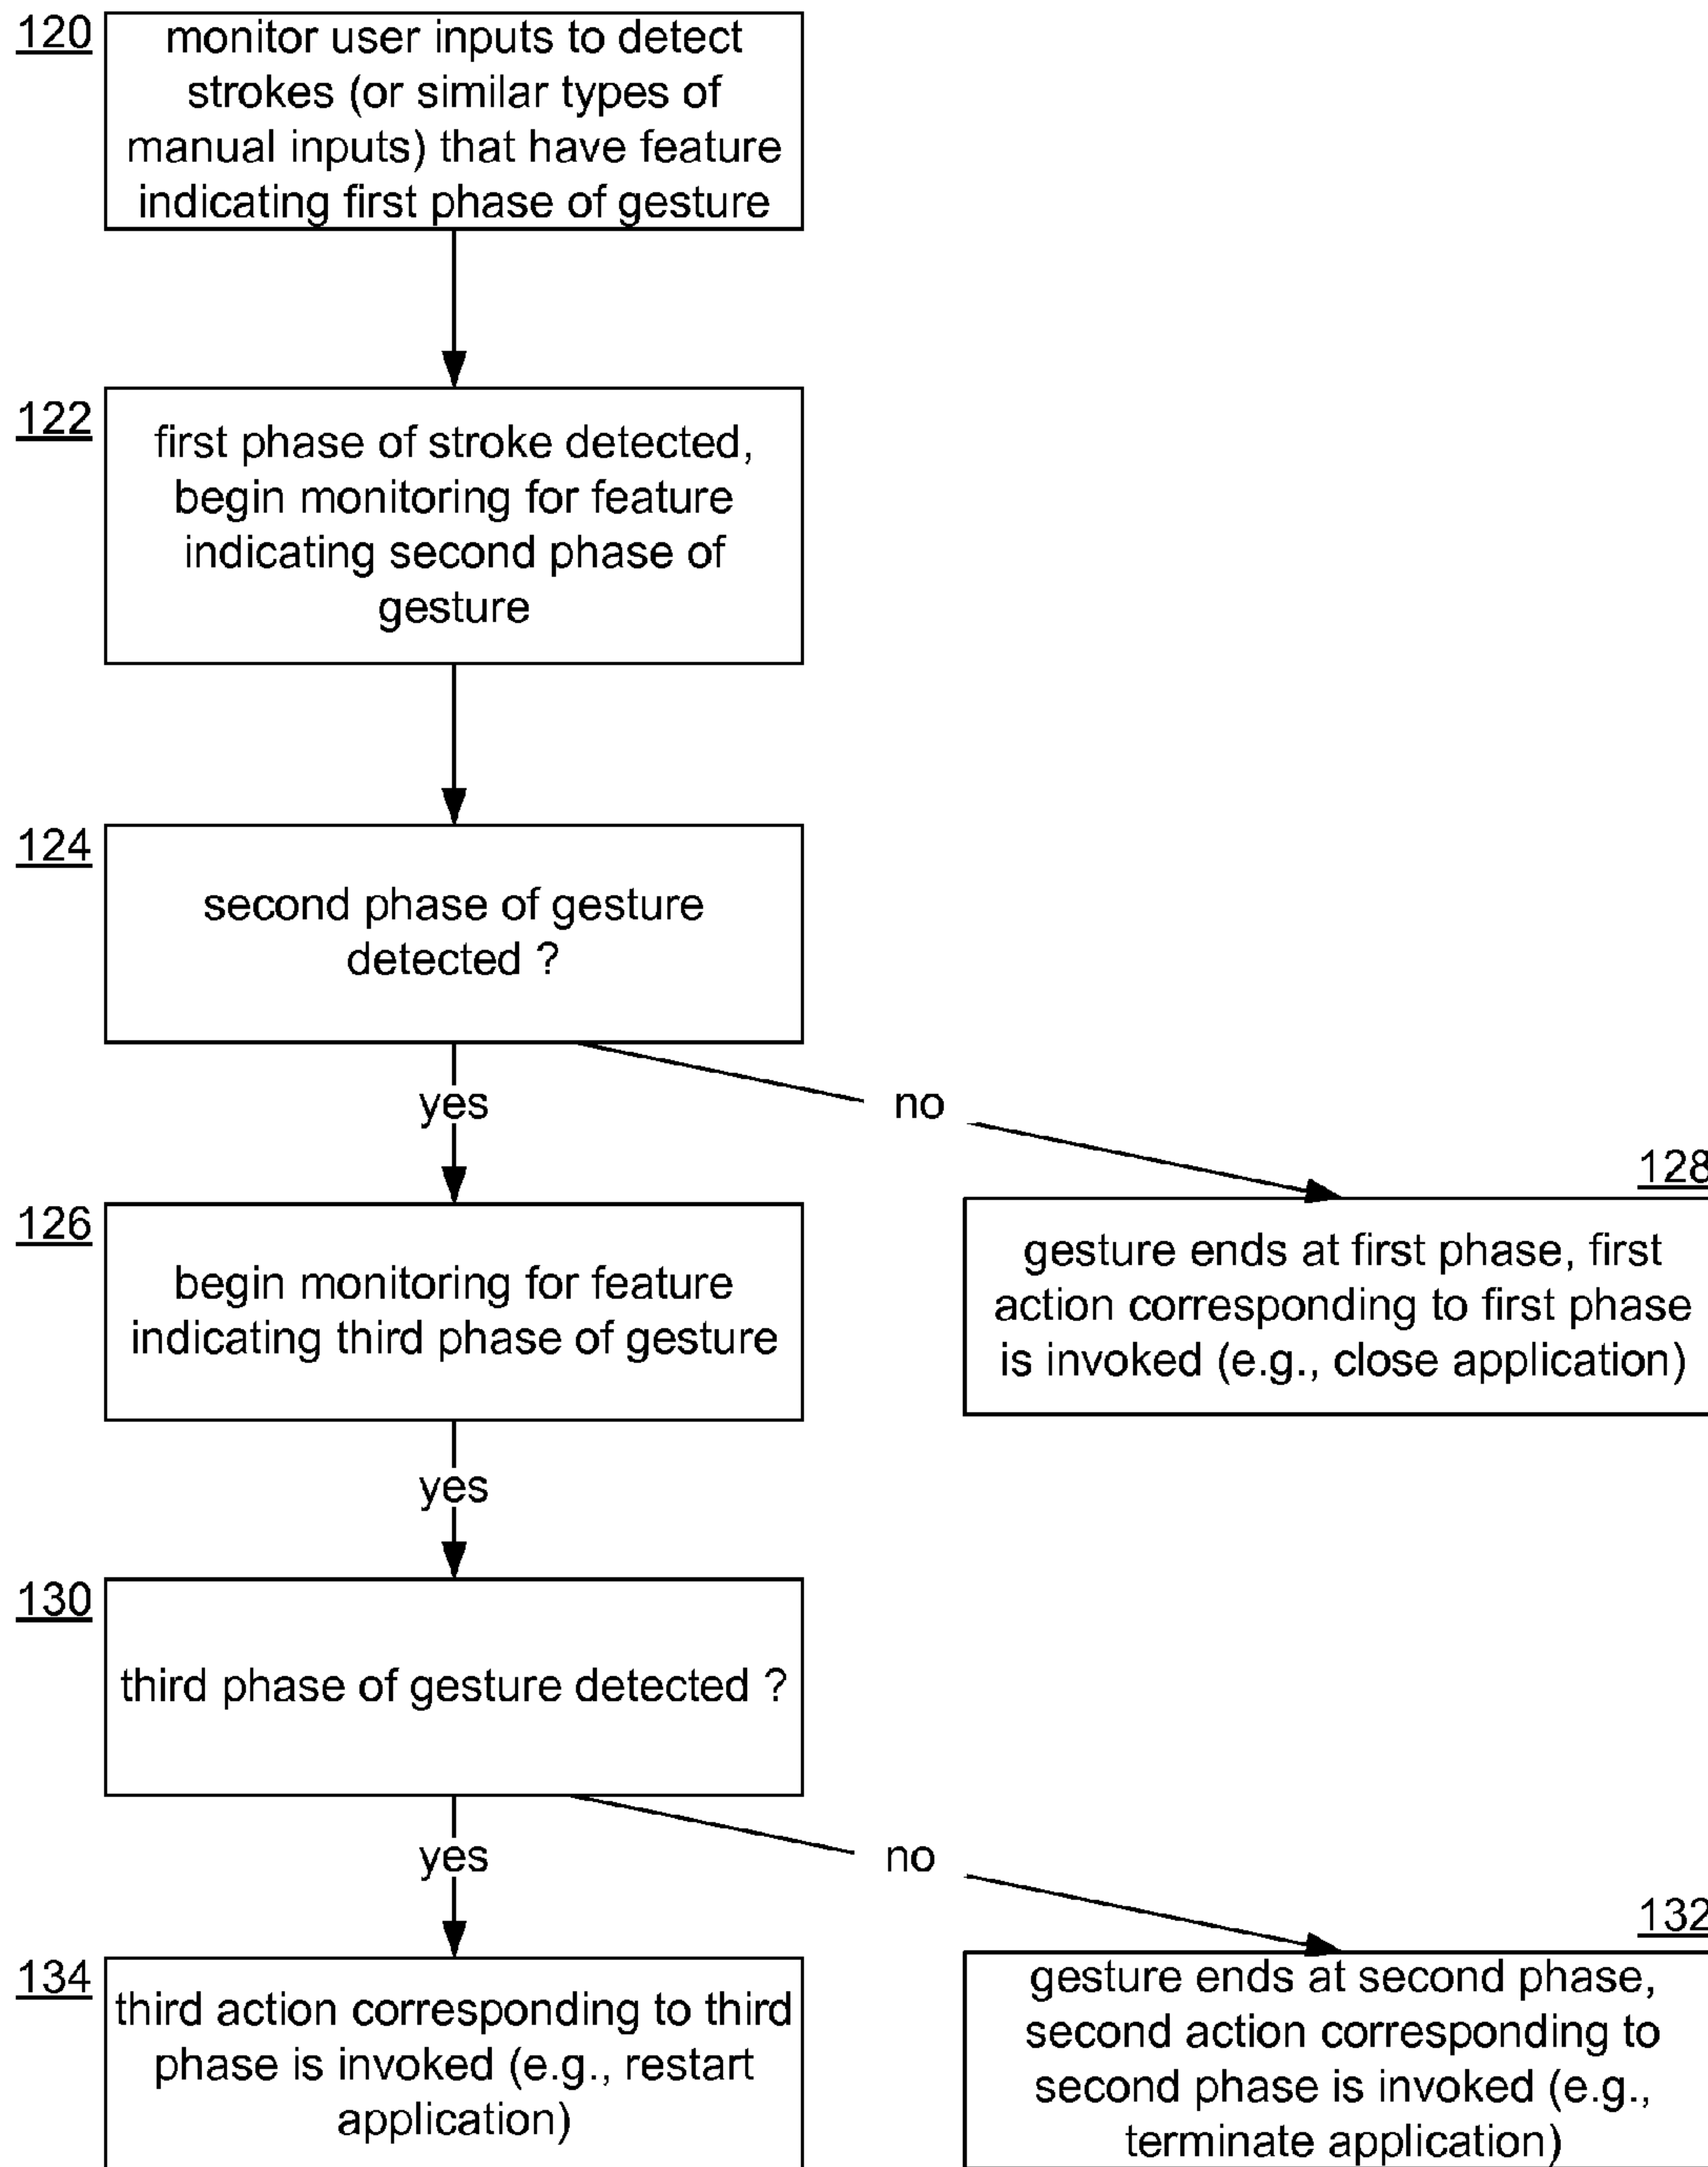 120
monitor user inputs to detect
strokes (or similar types of
manual inputs) that have feature
indicating first phase of gesture
122
first phase of stroke detected,
begin monitoring for feature
indicating second phase of
gesture
124
second phase of gesture
detected ?
yes
no
126
begin monitoring for feature
indicating third phase of gesture
128
gesture ends at first phase, first
action corresponding to first phase
is invoked (e.g., close application)
yes
130
third phase of gesture detected ?
yes
no
134
third action corresponding to third
phase is invoked (e.g., restart
application)
132
gesture ends at second phase,
second action corresponding to
second phase is invoked (e.g.,
terminate application)